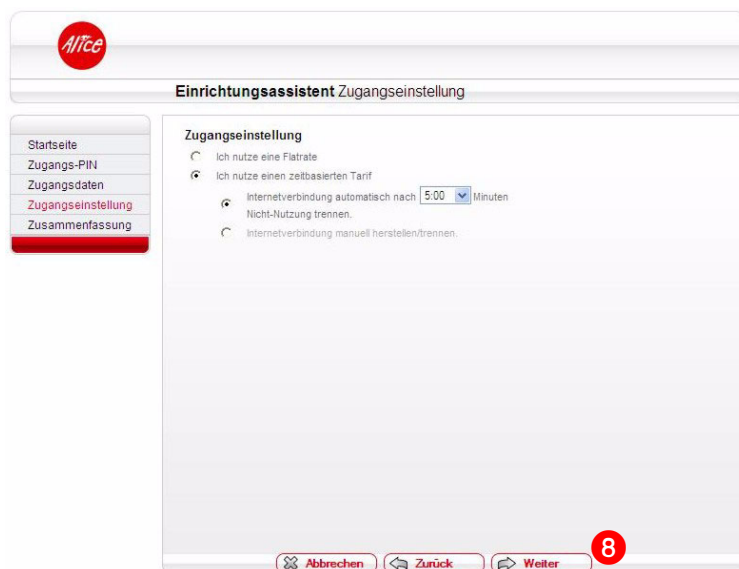 Alice
Einrichtungsassistent Zugangseinstellung
Startseite
Zugangs-PIN
Zugangsdaten
Zugangseinstellung
Zusammenfassung
Zugangseinstellung
Ich nutze eine Flatrate
Ich nutze einen zeitbasierten Tarif
Internetverbindung automatisch nach 5:00 Minuten
Nicht-Nutzung trennen.
Internetverbindung manuell herstellen/trennen.
Abbrechen Zurück Weiter 8